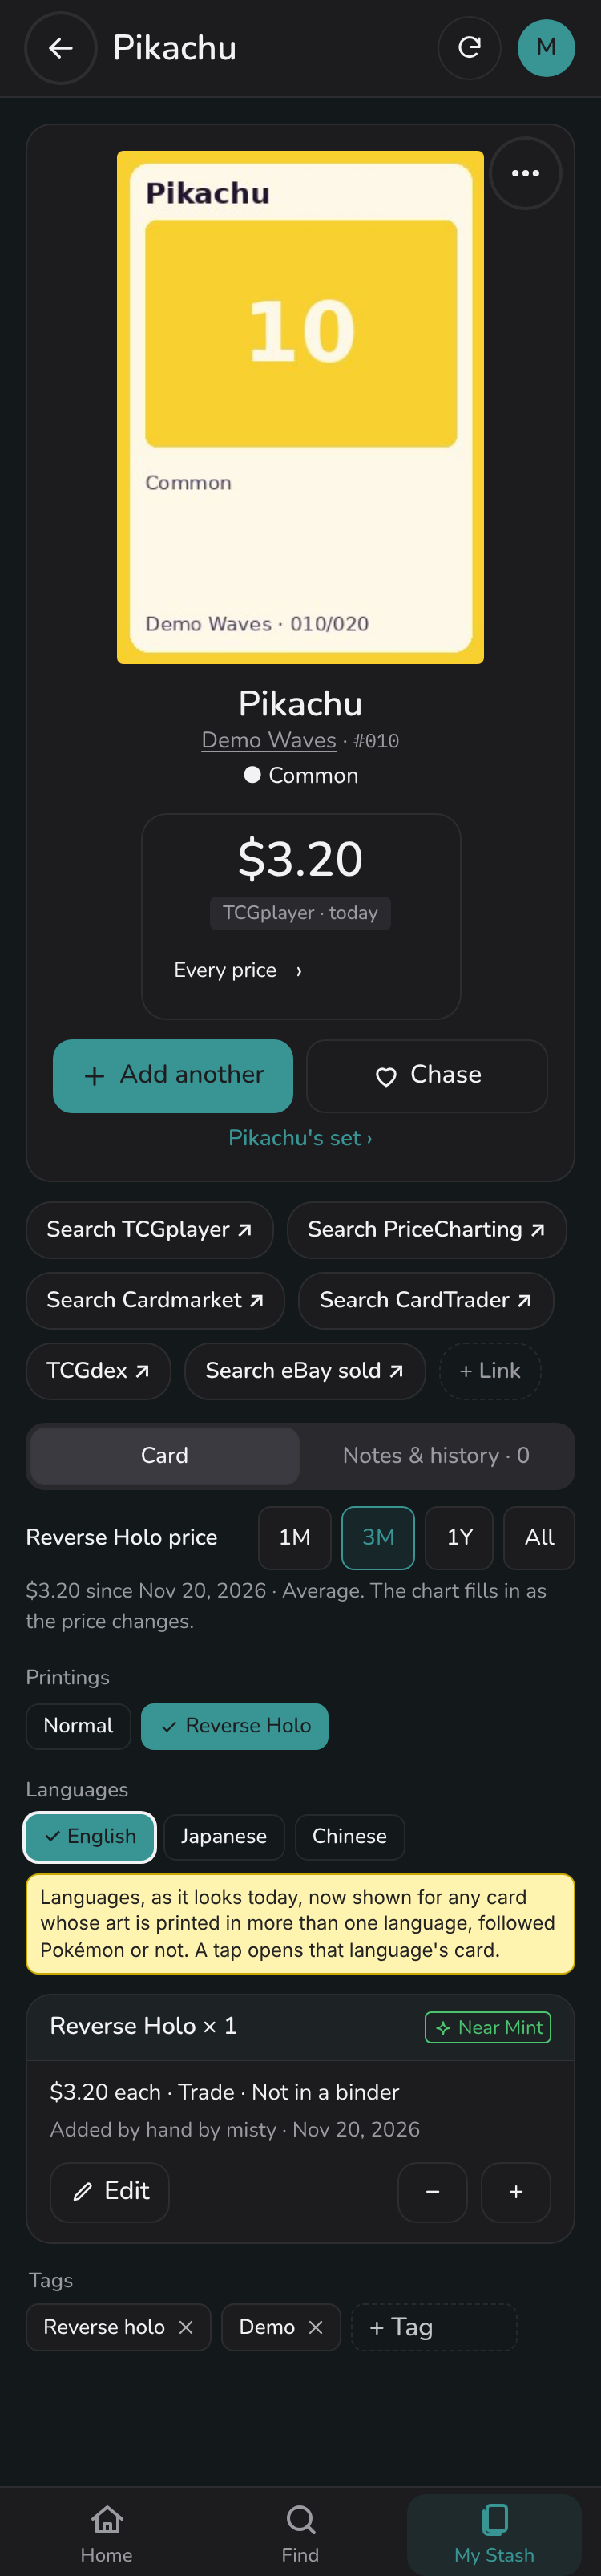 Pikachu
M
Pikachu
10
Common
Demo Waves · 010/020
Pikachu
Demo Waves · #010
Common
$3.20
TCGplayer · today
Every price ›
+ Add another
Chase
Pikachu's set ›
Search TCGplayer ↗
Search PriceCharting ↗
Search Cardmarket ↗
Search CardTrader ↗
TCGdex ↗
Search eBay sold ↗
+ Link
Card
Notes & history · 0
Reverse Holo price
1M
3M
1Y
All
$3.20 since Nov 20, 2026 · Average. The chart fills in as
the price changes.
Printings
Normal
✓ Reverse Holo
Languages
✓ English
Japanese
Chinese
Languages, as it looks today, now shown for any card
whose art is printed in more than one language, followed
Pokémon or not. A tap opens that language's card.
Reverse Holo × 1
Near Mint
$3.20 each · Trade · Not in a binder
Added by hand by misty · Nov 20, 2026
Edit
−
+
Tags
Reverse holo ×
Demo ×
+ Tag
Home
Find
My Stash